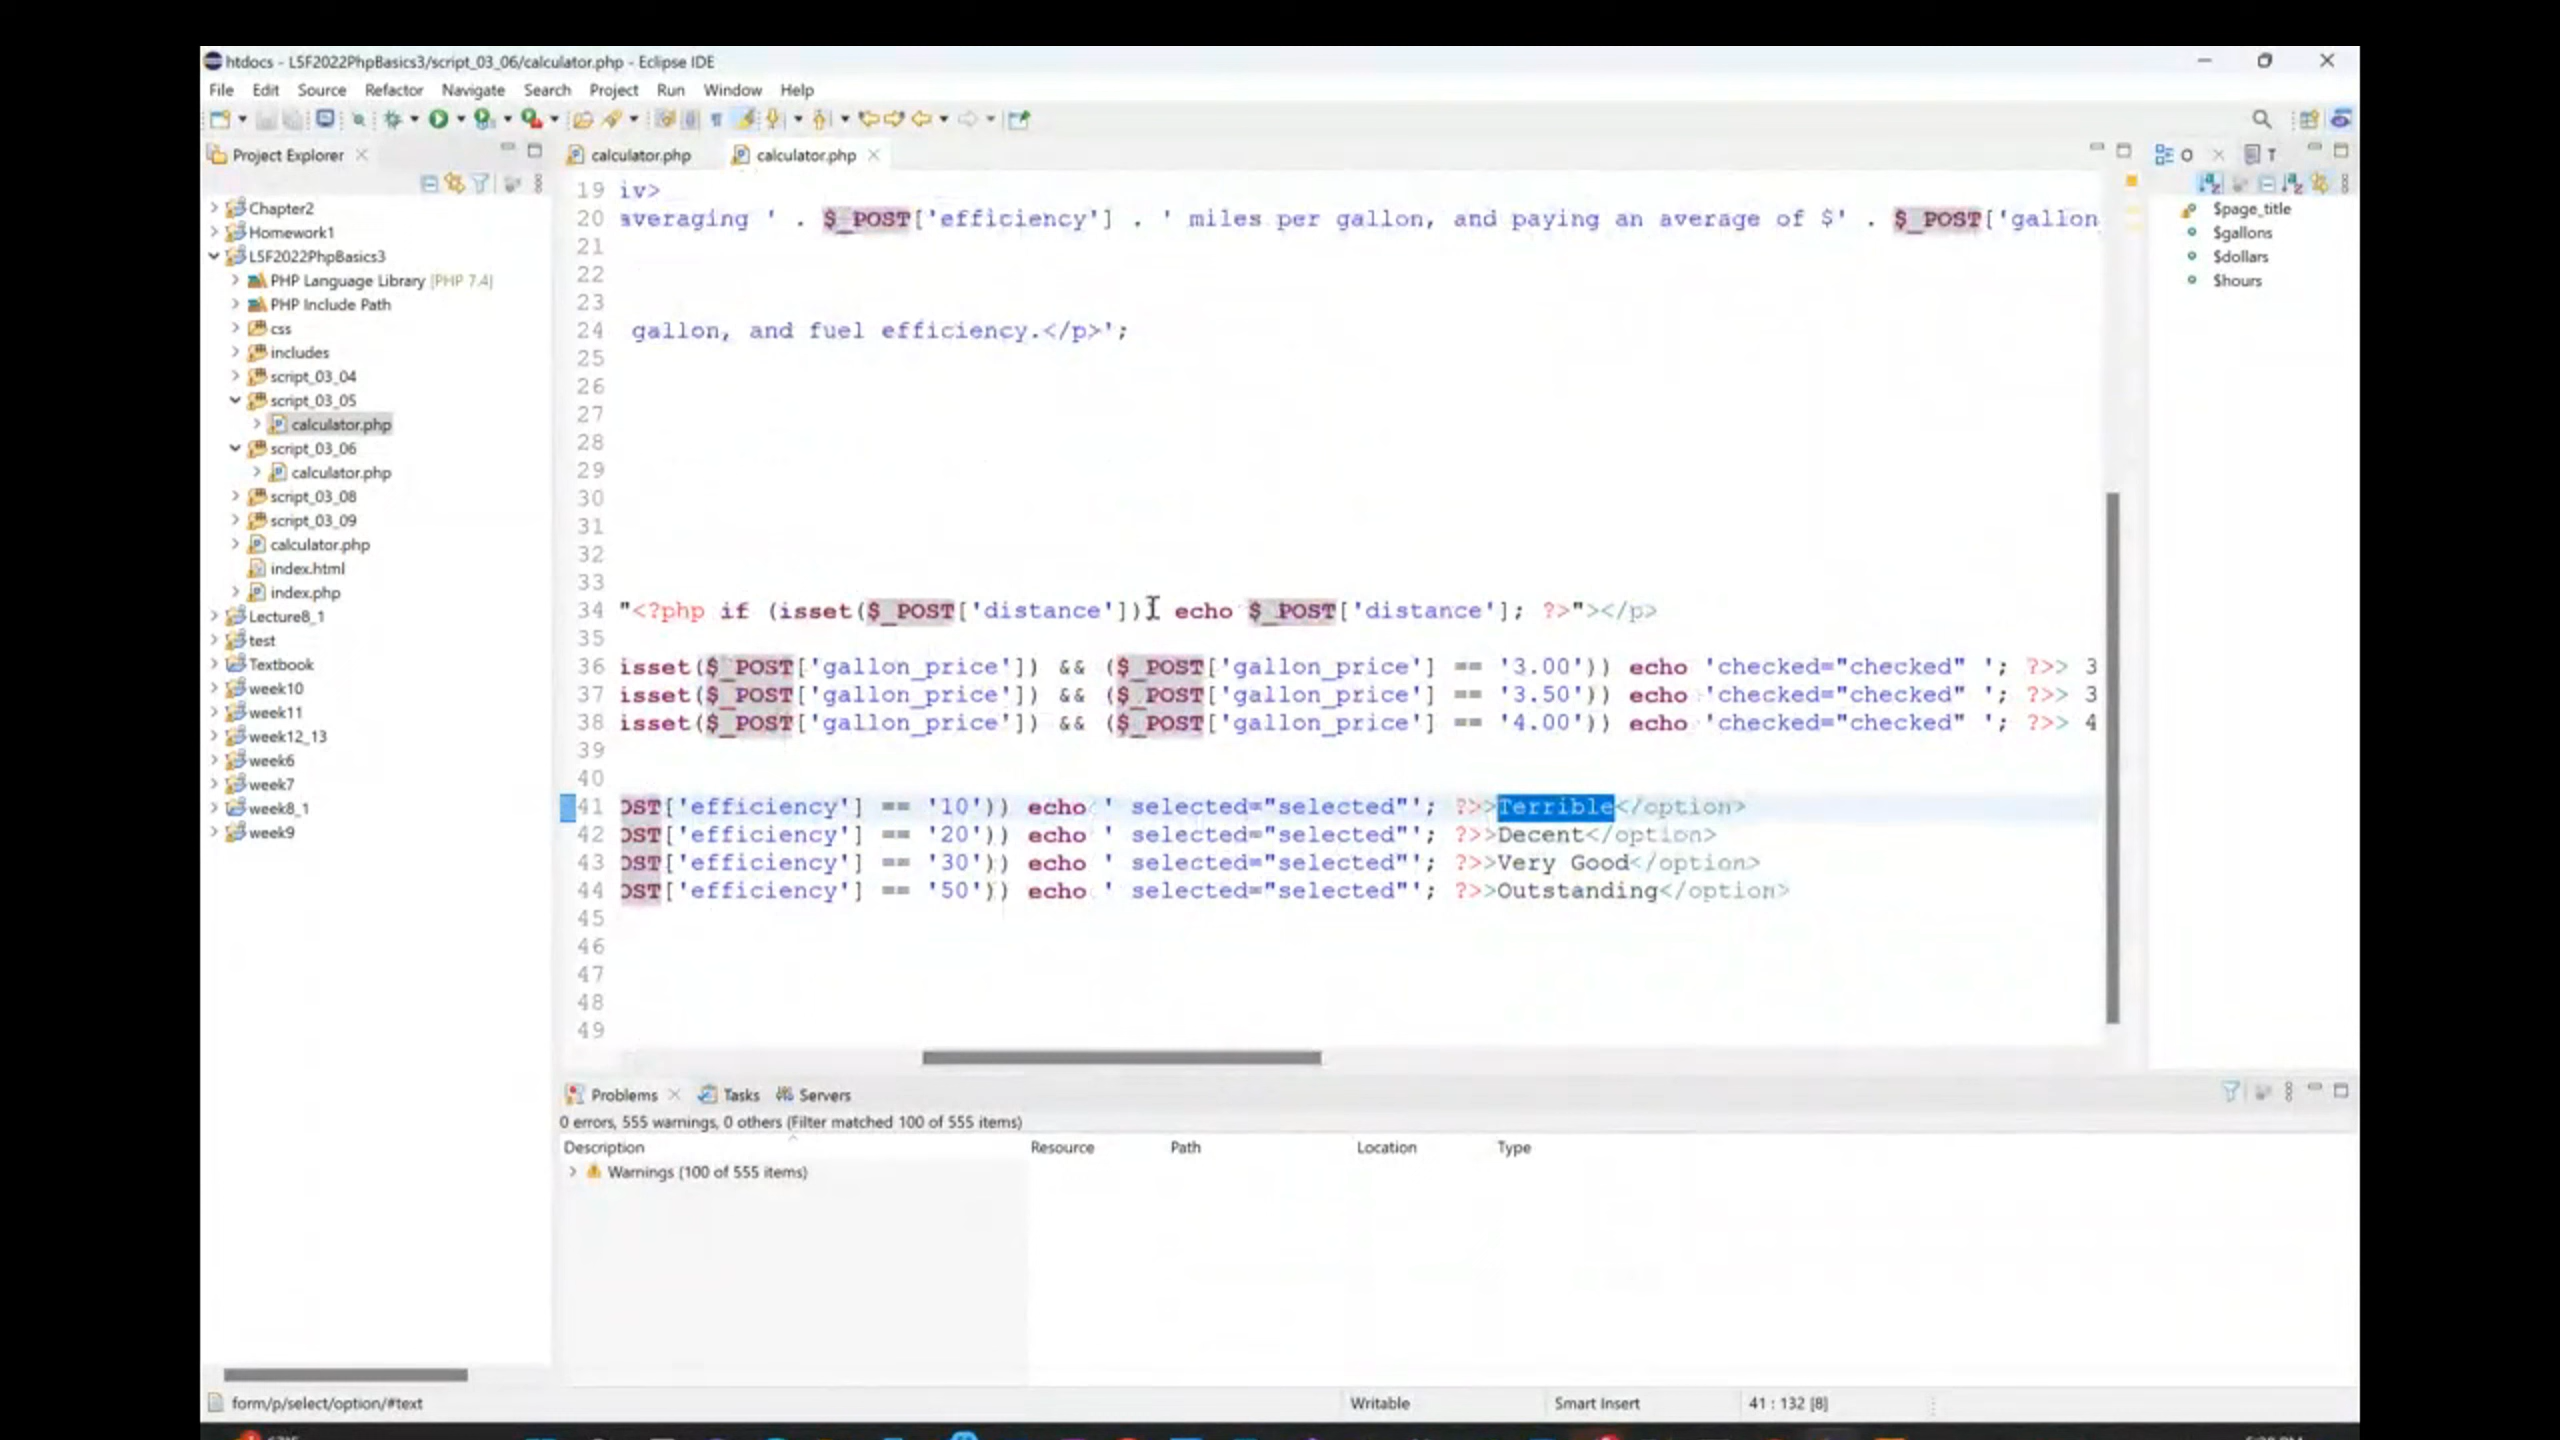 htdocs - L5F2022PhpBasics3/script_03_06/calculator.php - Eclipse IDE
File Edit Source Refactor Navigate Search Project Run Window Help
Project Explorer
calculator.php
calculator.php
O
T
Chapter2
Homework1
L5F2022PhpBasics3
PHP Language Library [PHP 7.4]
PHP Include Path
css
includes
script_03_04
script_03_05
calculator.php
script_03_06
calculator.php
script_03_08
script_03_09
calculator.php
index.html
index.php
Lecture8_1
test
Textbook
week10
week11
week12_13
week6
week7
week8_1
week9
19 iv>
20 averaging ' . $_POST['efficiency'] . ' miles per gallon, and paying an average of $' . $_POST['gallon
21
22
23
24 gallon, and fuel efficiency.</p>';
25
26
27
28
29
30
31
32
33
34 "<?php if (isset($_POST['distance'])) echo $_POST['distance']; ?>"></p>
35
36 isset($_POST['gallon_price']) && ($_POST['gallon_price'] == '3.00')) echo 'checked="checked" '; ?>> 3
37 isset($_POST['gallon_price']) && ($_POST['gallon_price'] == '3.50')) echo 'checked="checked" '; ?>> 3
38 isset($_POST['gallon_price']) && ($_POST['gallon_price'] == '4.00')) echo 'checked="checked" '; ?>> 4
39
40
41 OST['efficiency'] == '10')) echo ' selected="selected"'; ?>>Terrible</option>
42 OST['efficiency'] == '20')) echo ' selected="selected"'; ?>>Decent</option>
43 OST['efficiency'] == '30')) echo ' selected="selected"'; ?>>Very Good</option>
44 OST['efficiency'] == '50')) echo ' selected="selected"'; ?>>Outstanding</option>
45
46
47
48
49
$page_title
$gallons
$dollars
$hours
Problems Tasks Servers
0 errors, 555 warnings, 0 others (Filter matched 100 of 555 items)
Description Resource Path Location Type
Warnings (100 of 555 items)
form/p/select/option/#text Writable Smart Insert 41 : 132 [8]